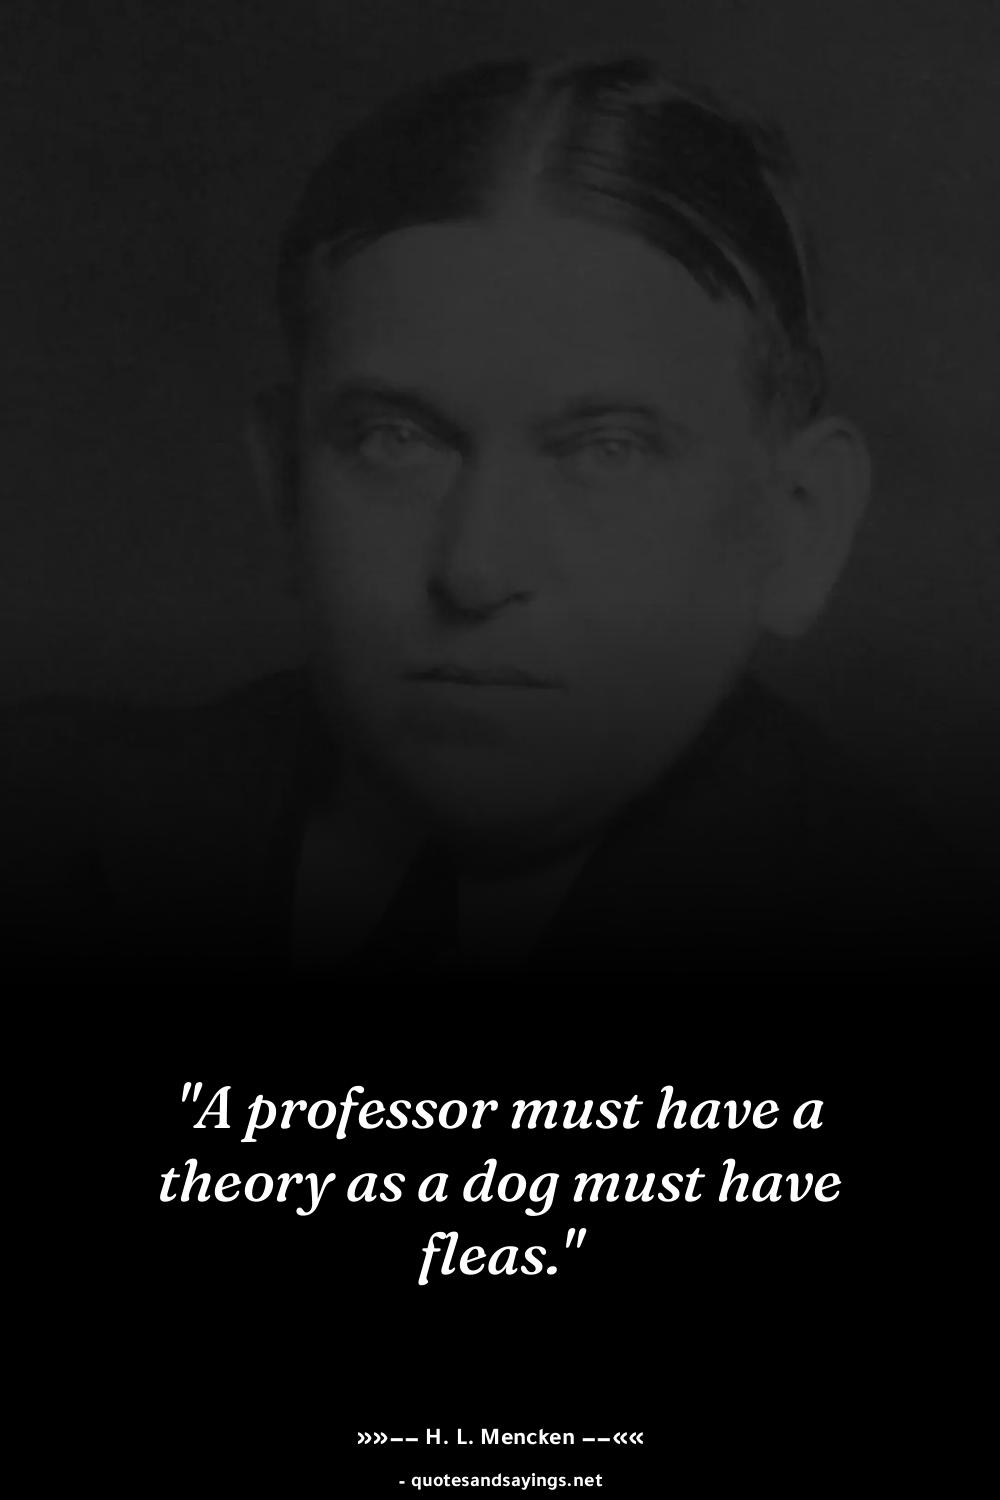 "A professor must have a
theory as a dog must have
fleas."
»»−− H. L. Mencken −−««
- quotesandsayings.net